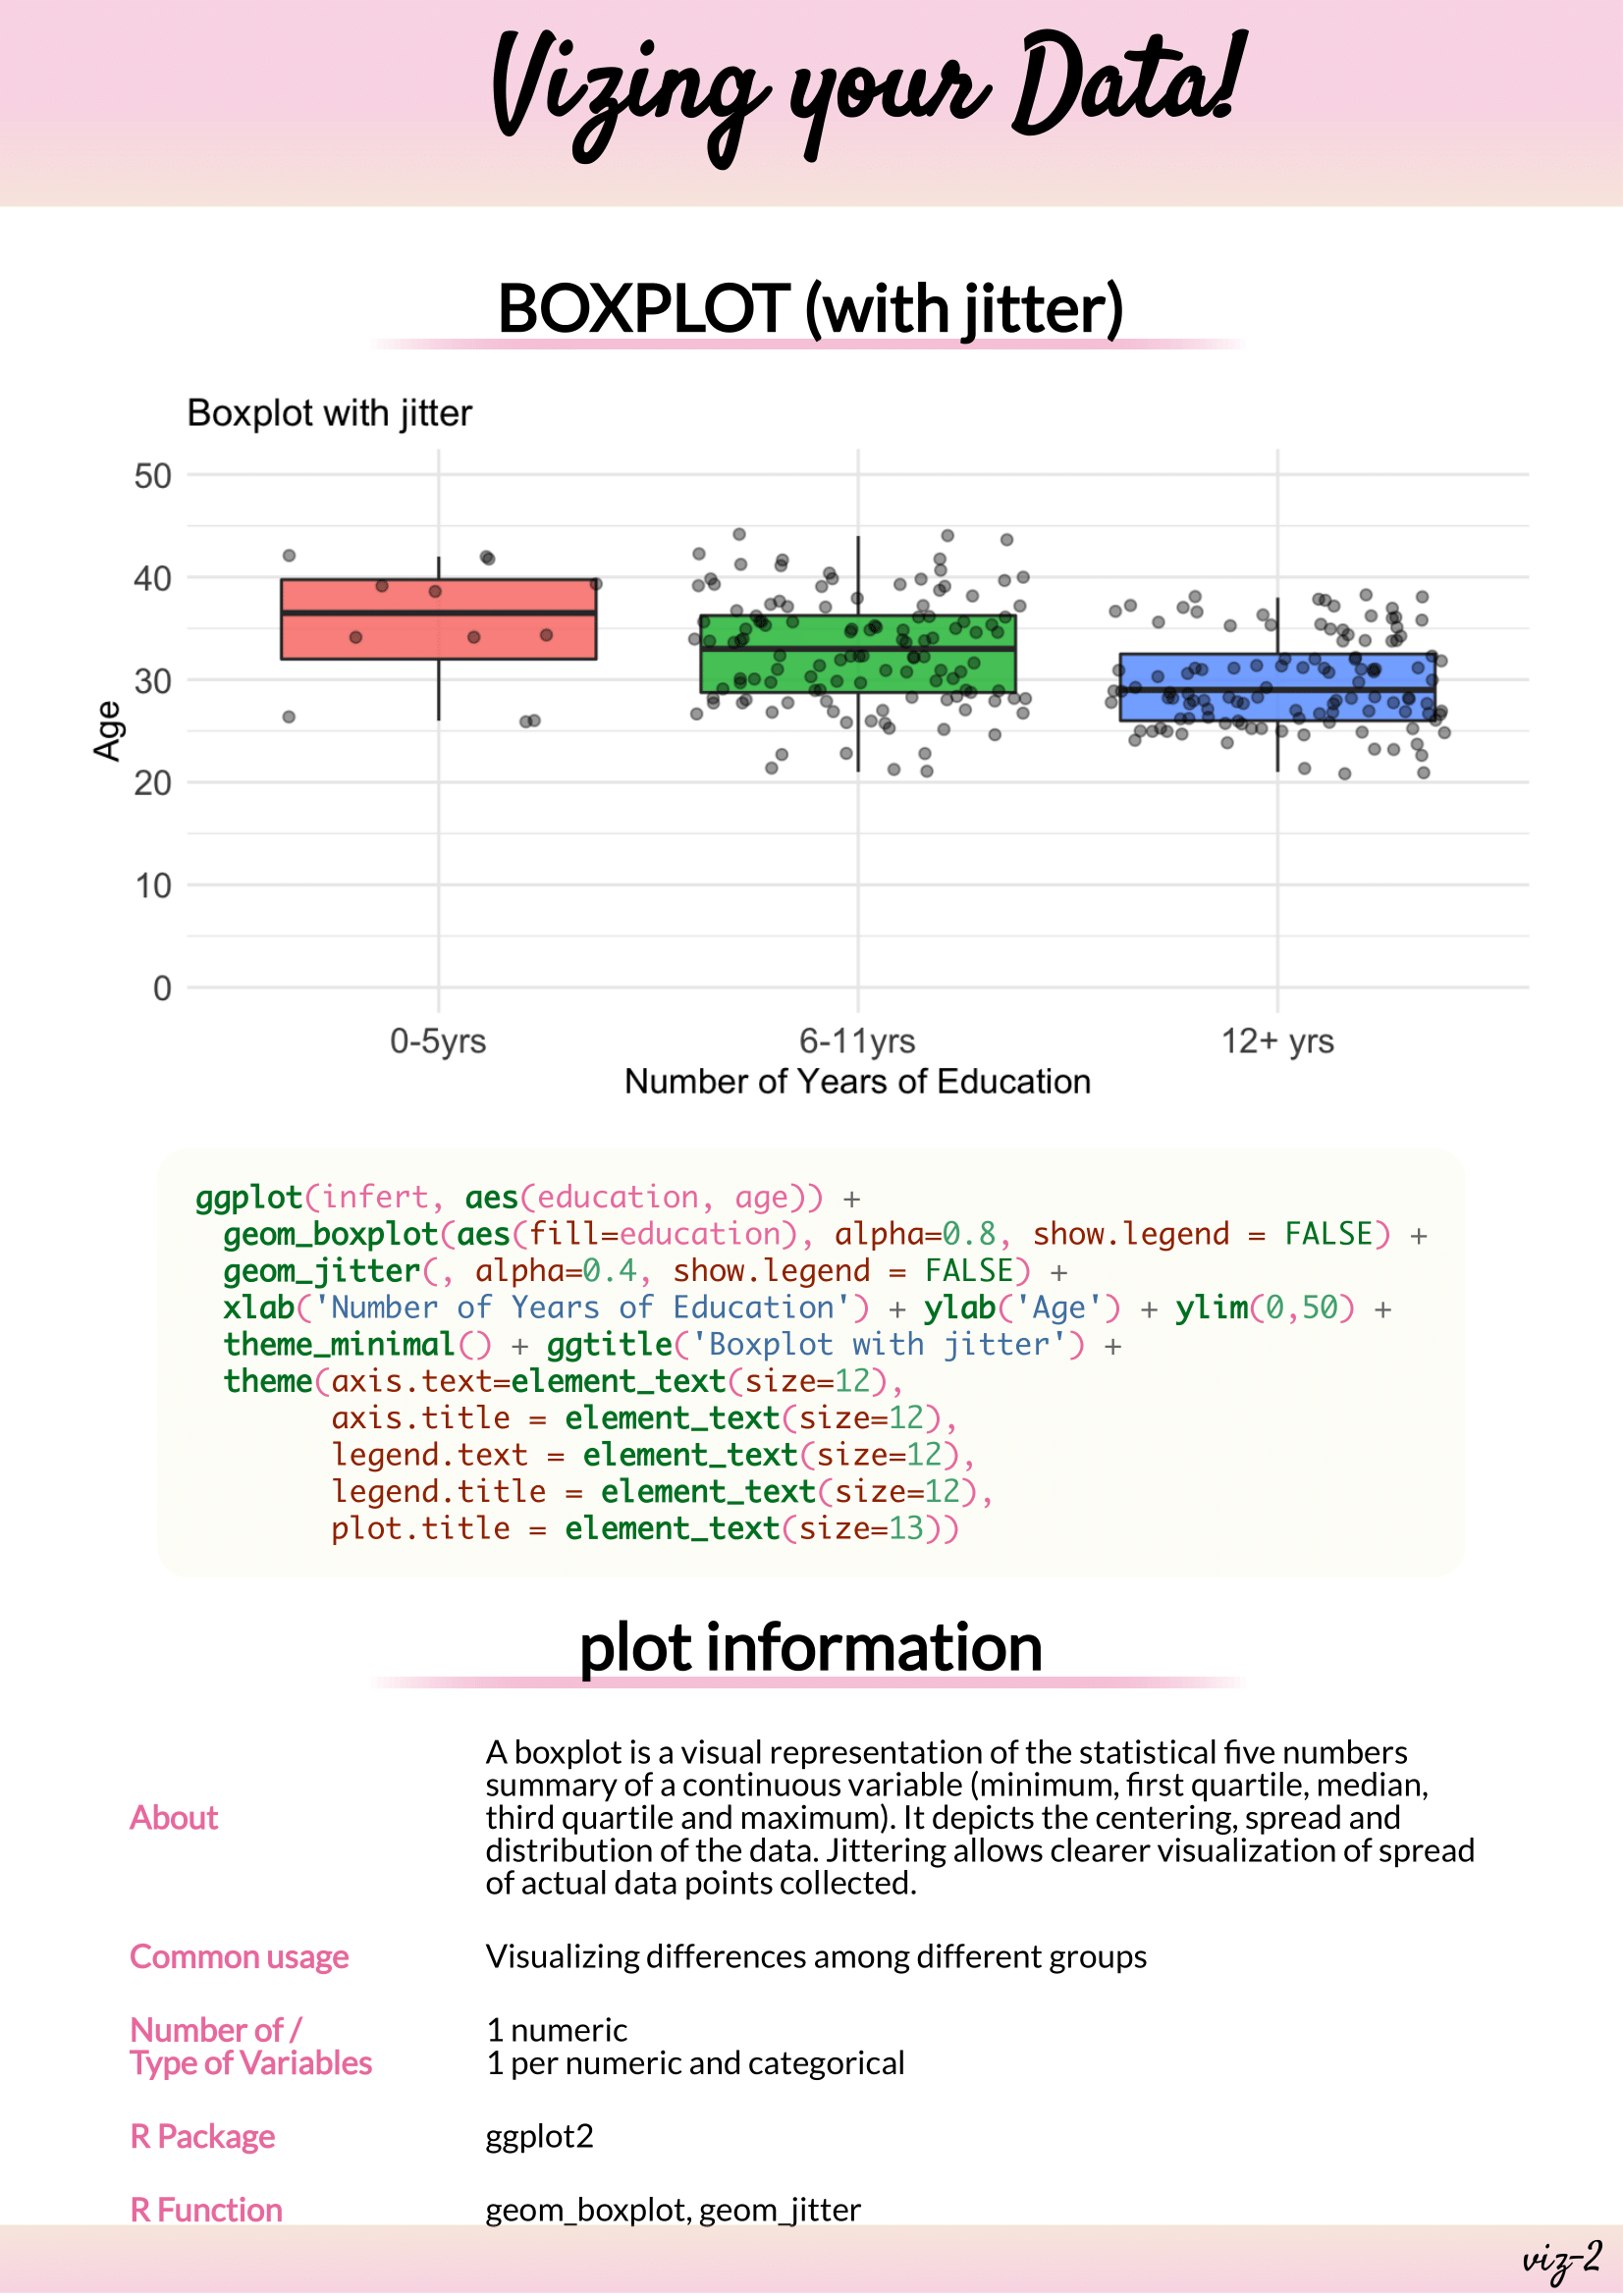 Vizing your Data!
BOXPLOT (with jitter)
Boxplot with jitter
50
40
30
20
10
0
Age
0-5yrs 6-11yrs 12+ yrs
Number of Years of Education
ggplot(infert, aes(education, age)) +
geom_boxplot(aes(fill=education), alpha=0.8, show.legend = FALSE) +
geom_jitter(, alpha=0.4, show.legend = FALSE) +
xlab('Number of Years of Education') + ylab('Age') + ylim(0,50) +
theme_minimal() + ggtitle('Boxplot with jitter') +
theme(axis.text=element_text(size=12),
axis.title = element_text(size=12),
legend.text = element_text(size=12),
legend.title = element_text(size=12),
plot.title = element_text(size=13))
plot information
About
A boxplot is a visual representation of the statistical five numbers
summary of a continuous variable (minimum, first quartile, median,
third quartile and maximum). It depicts the centering, spread and
distribution of the data. Jittering allows clearer visualization of spread
of actual data points collected.
Common usage
Visualizing differences among different groups
Number of /
Type of Variables
1 numeric
1 per numeric and categorical
R Package
ggplot2
R Function
geom_boxplot, geom_jitter
viz-2